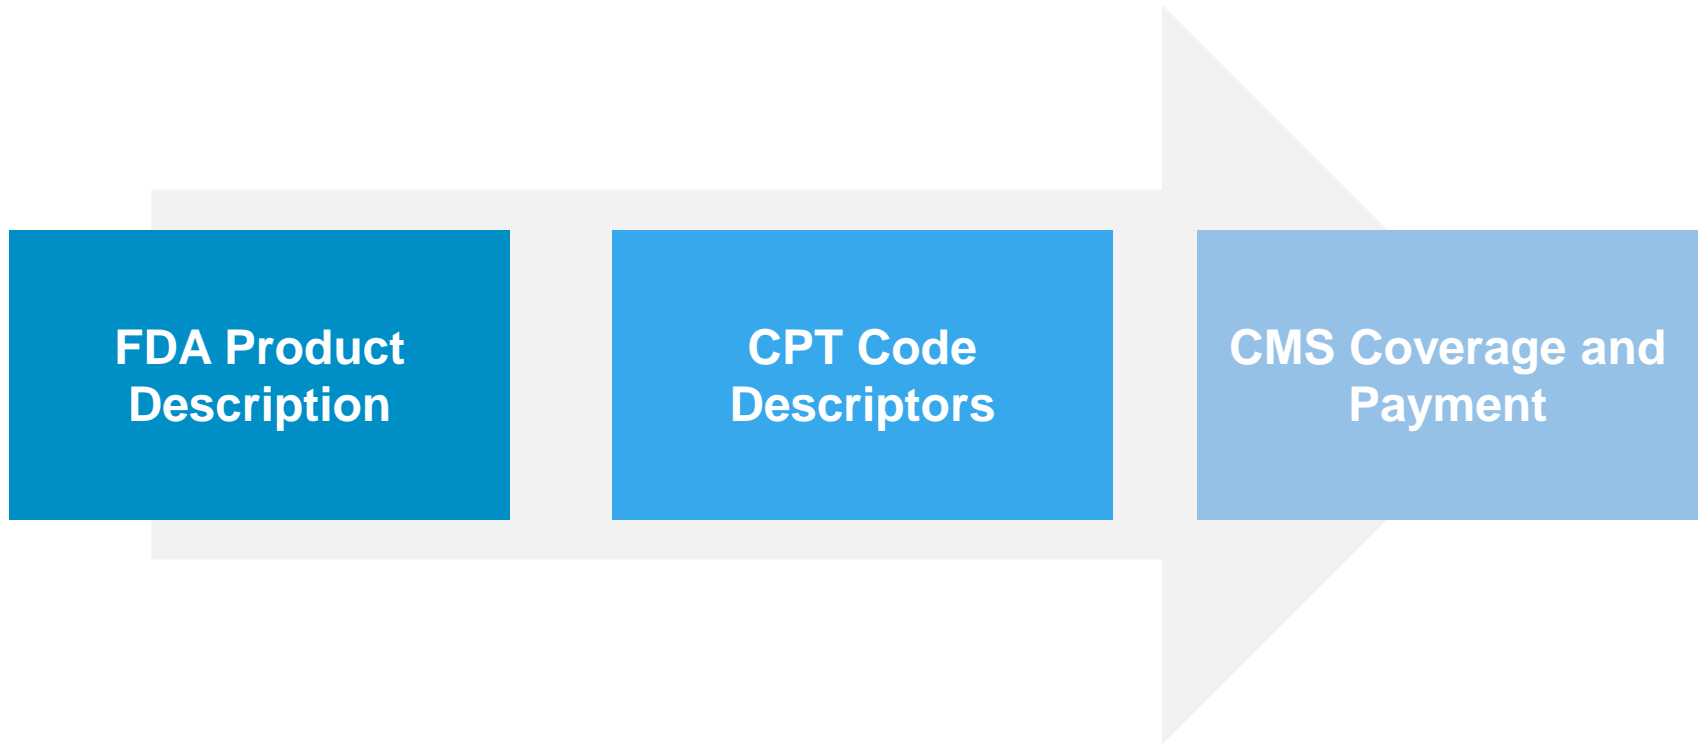 FDA Product
Description
CPT Code
Descriptors
CMS Coverage and
Payment